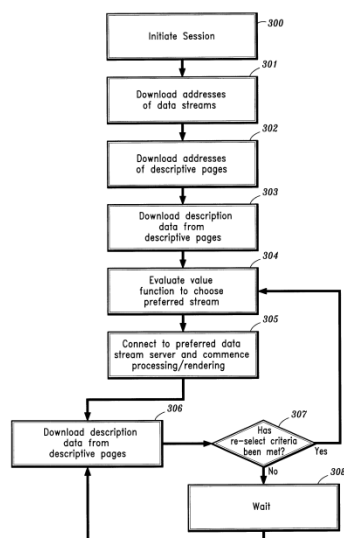 300
Initiate Session
301
Download addresses
of data streams
302
Download addresses
of descriptive pages
303
Download description
data from
descriptive pages
304
Evaluate value
function to choose
preferred stream
305
Connect to preferred data
stream server and commence
processing/rendering
306
Download description
data from
descriptive pages
307
Has
re-select criteria
been met?
Yes
No
308
Wait